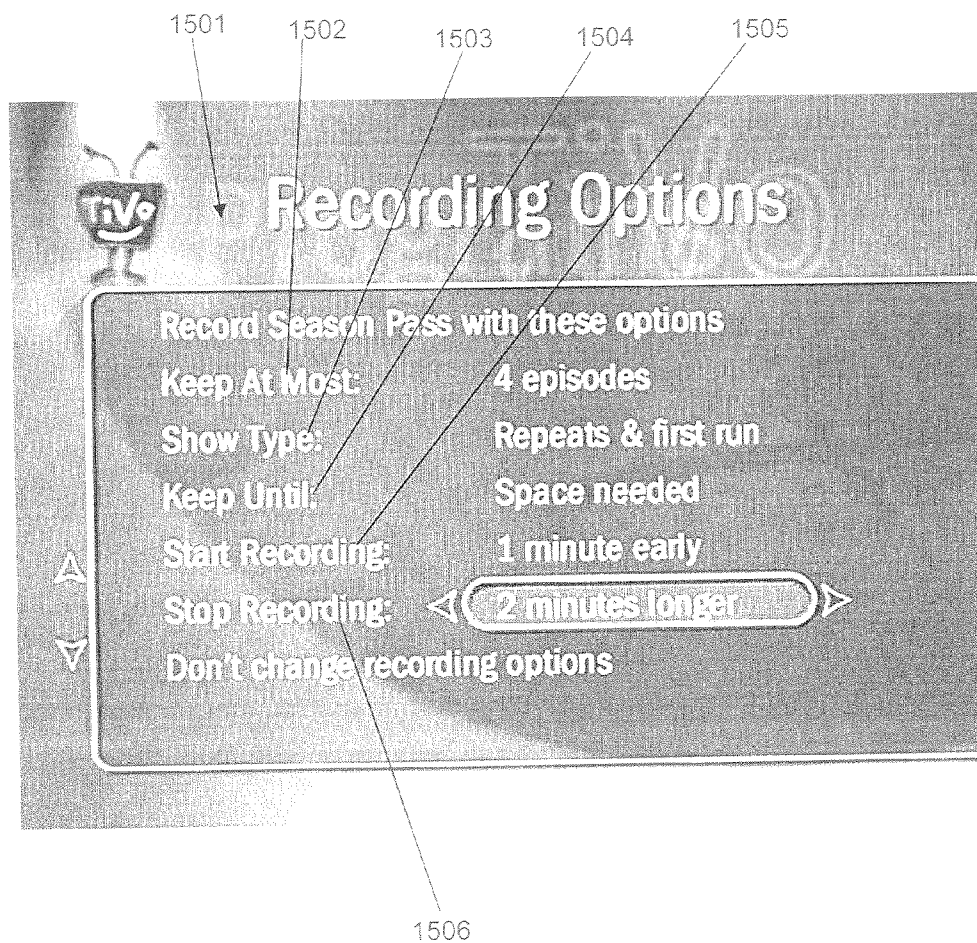 1501 1502 1503 1504 1505
TiVo Recording Options
Record Season Pass with these options
Keep At Most: 4 episodes
Show Type: Repeats & first run
Keep Until: Space needed
Start Recording: 1 minute early
Stop Recording: 2 minutes longer
Don't change recording options
1506